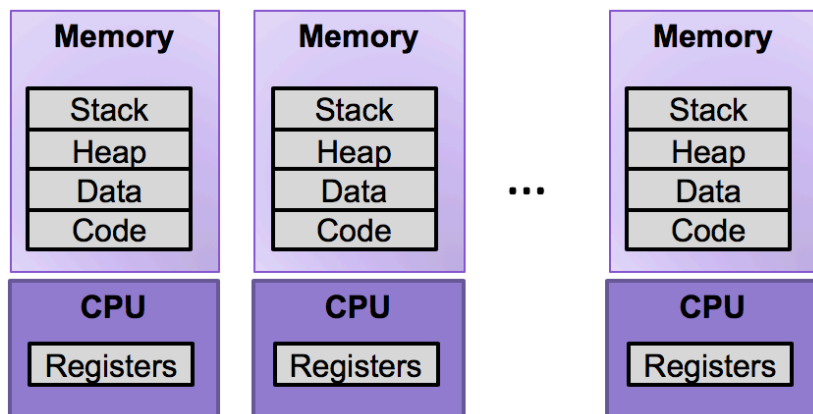 Memory
Stack
Heap
Data
Code
CPU
Registers
Memory
Stack
Heap
Data
Code
CPU
Registers
...
Memory
Stack
Heap
Data
Code
CPU
Registers